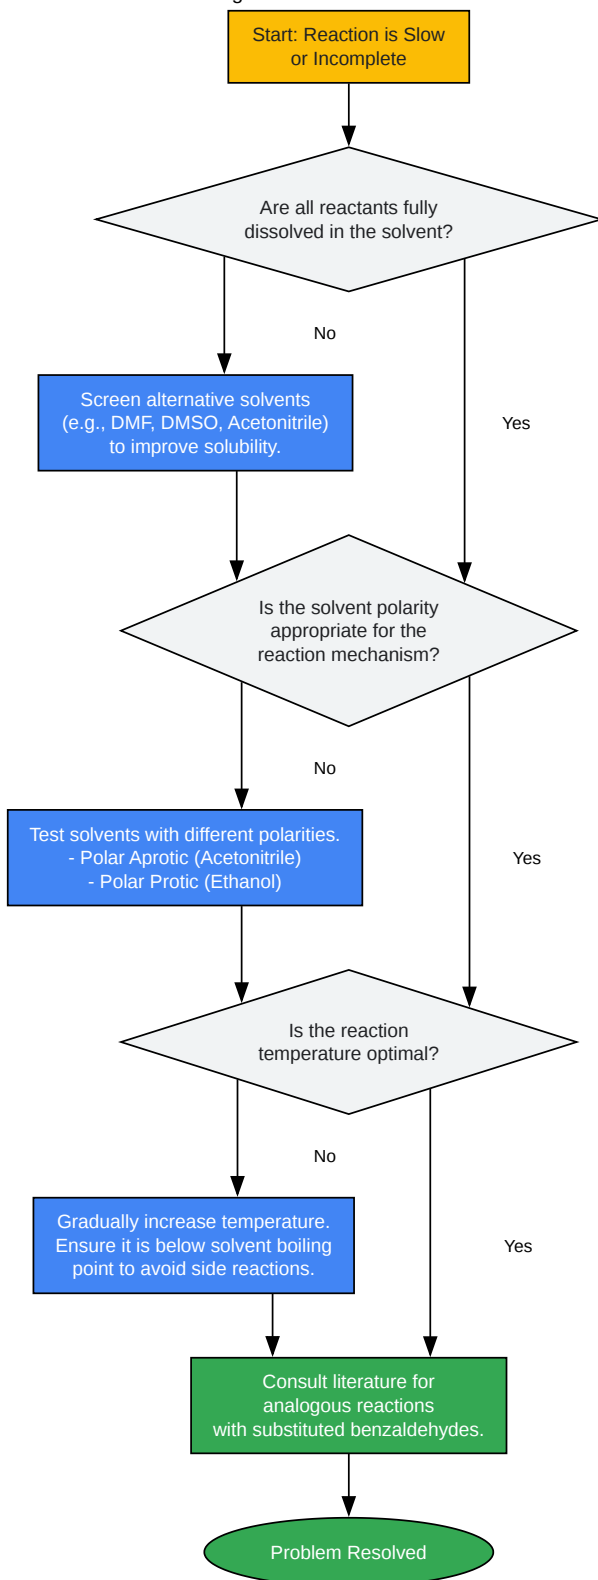 Start: Reaction is Slow
or Incomplete
Are all reactants fully
dissolved in the solvent?
No
Screen alternative solvents
(e.g., DMF, DMSO, Acetonitrile)
to improve solubility.
Yes
Is the solvent polarity
appropriate for the
reaction mechanism?
No
Test solvents with different polarities.
- Polar Aprotic (Acetonitrile)
- Polar Protic (Ethanol)
Yes
Is the reaction
temperature optimal?
No
Gradually increase temperature.
Ensure it is below solvent boiling
point to avoid side reactions.
Yes
Consult literature for
analogous reactions
with substituted benzaldehydes.
Problem Resolved